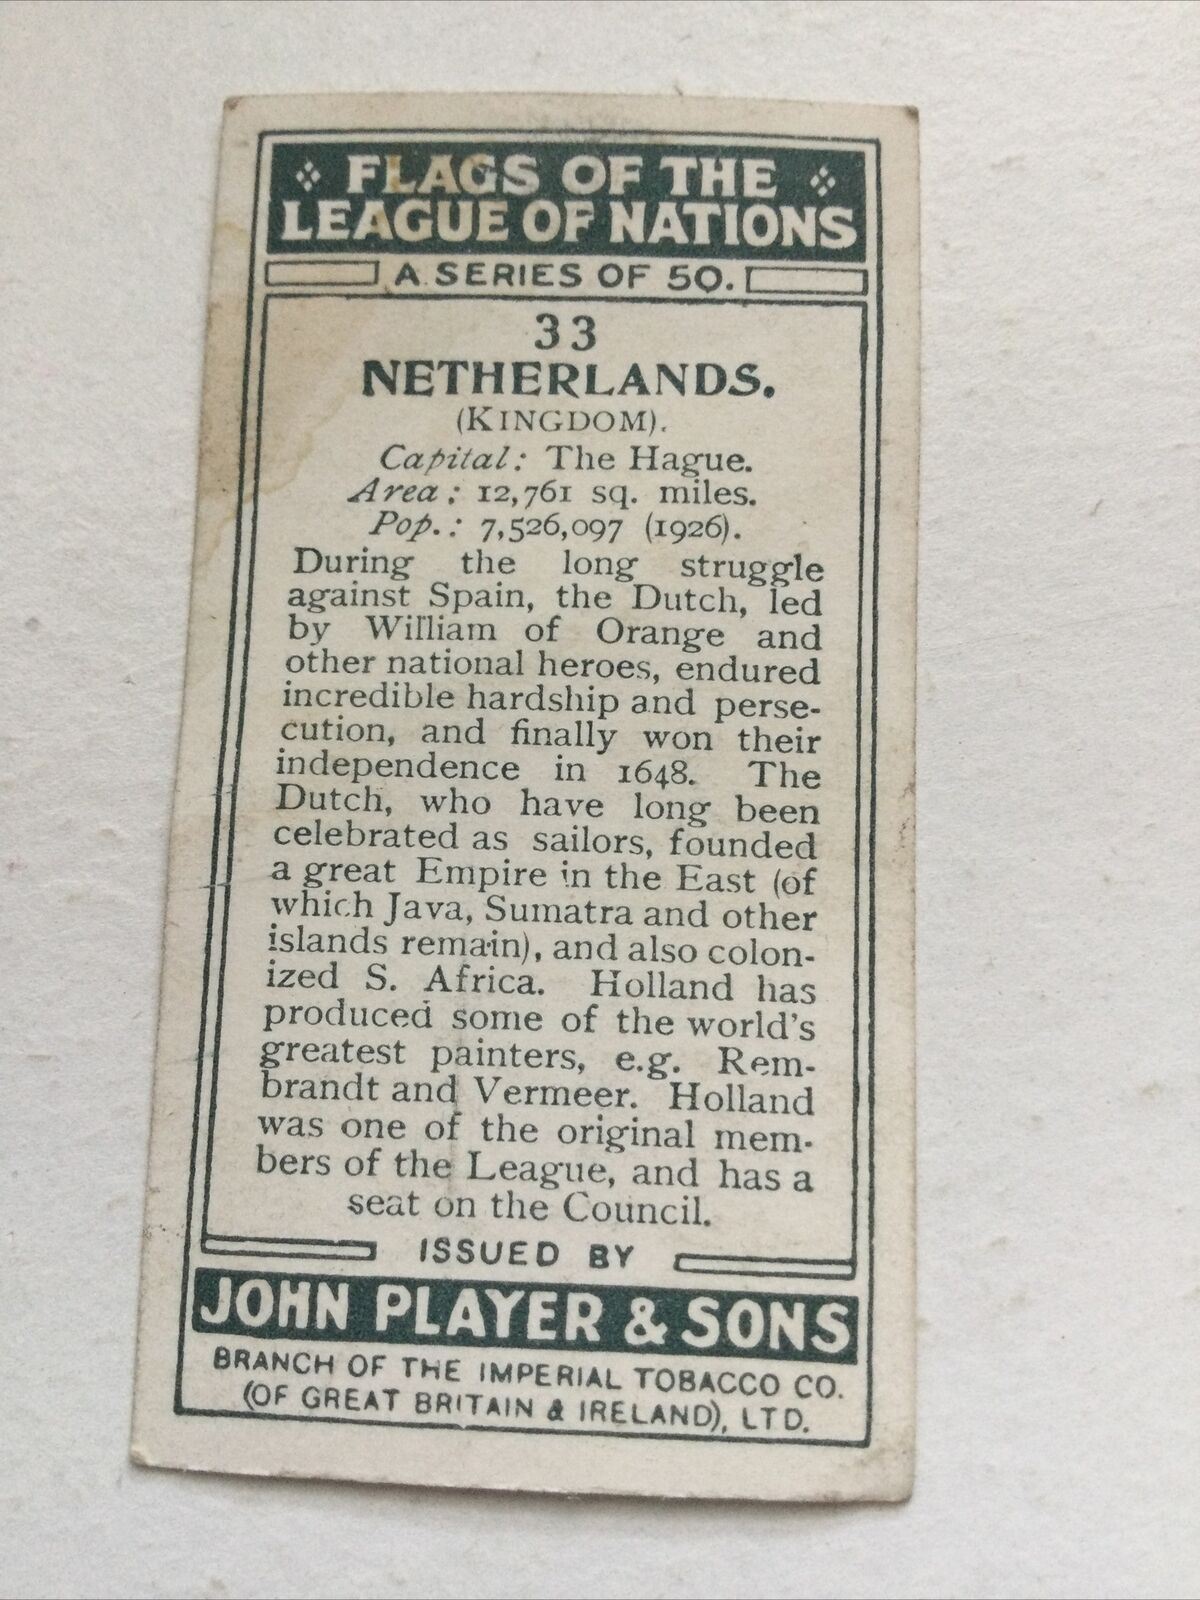 FLAGS OF THE
LEAGUE OF NATIONS
A SERIES OF 50.
33
NETHERLANDS.
(KINGDOM).
Capital: The Hague.
Area: 12,761 sq. miles.
Pop.: 7,526,097 (1926).
During the long struggle
against Spain, the Dutch, led
by William of Orange and
other national heroes, endured
incredible hardship and perse-
cution, and finally won their
independence in 1648. The
Dutch, who have long been
celebrated as sailors, founded
a great Empire in the East (of
which Java, Sumatra and other
islands remain), and also colon-
ized S. Africa. Holland has
produced some of the world's
greatest painters, e.g. Rem-
brandt and Vermeer. Holland
was one of the original mem-
bers of the League, and has a
seat on the Council.
ISSUED BY
JOHN PLAYER & SONS
BRANCH OF THE IMPERIAL TOBACCO CO.
(OF GREAT BRITAIN & IRELAND), LTD.